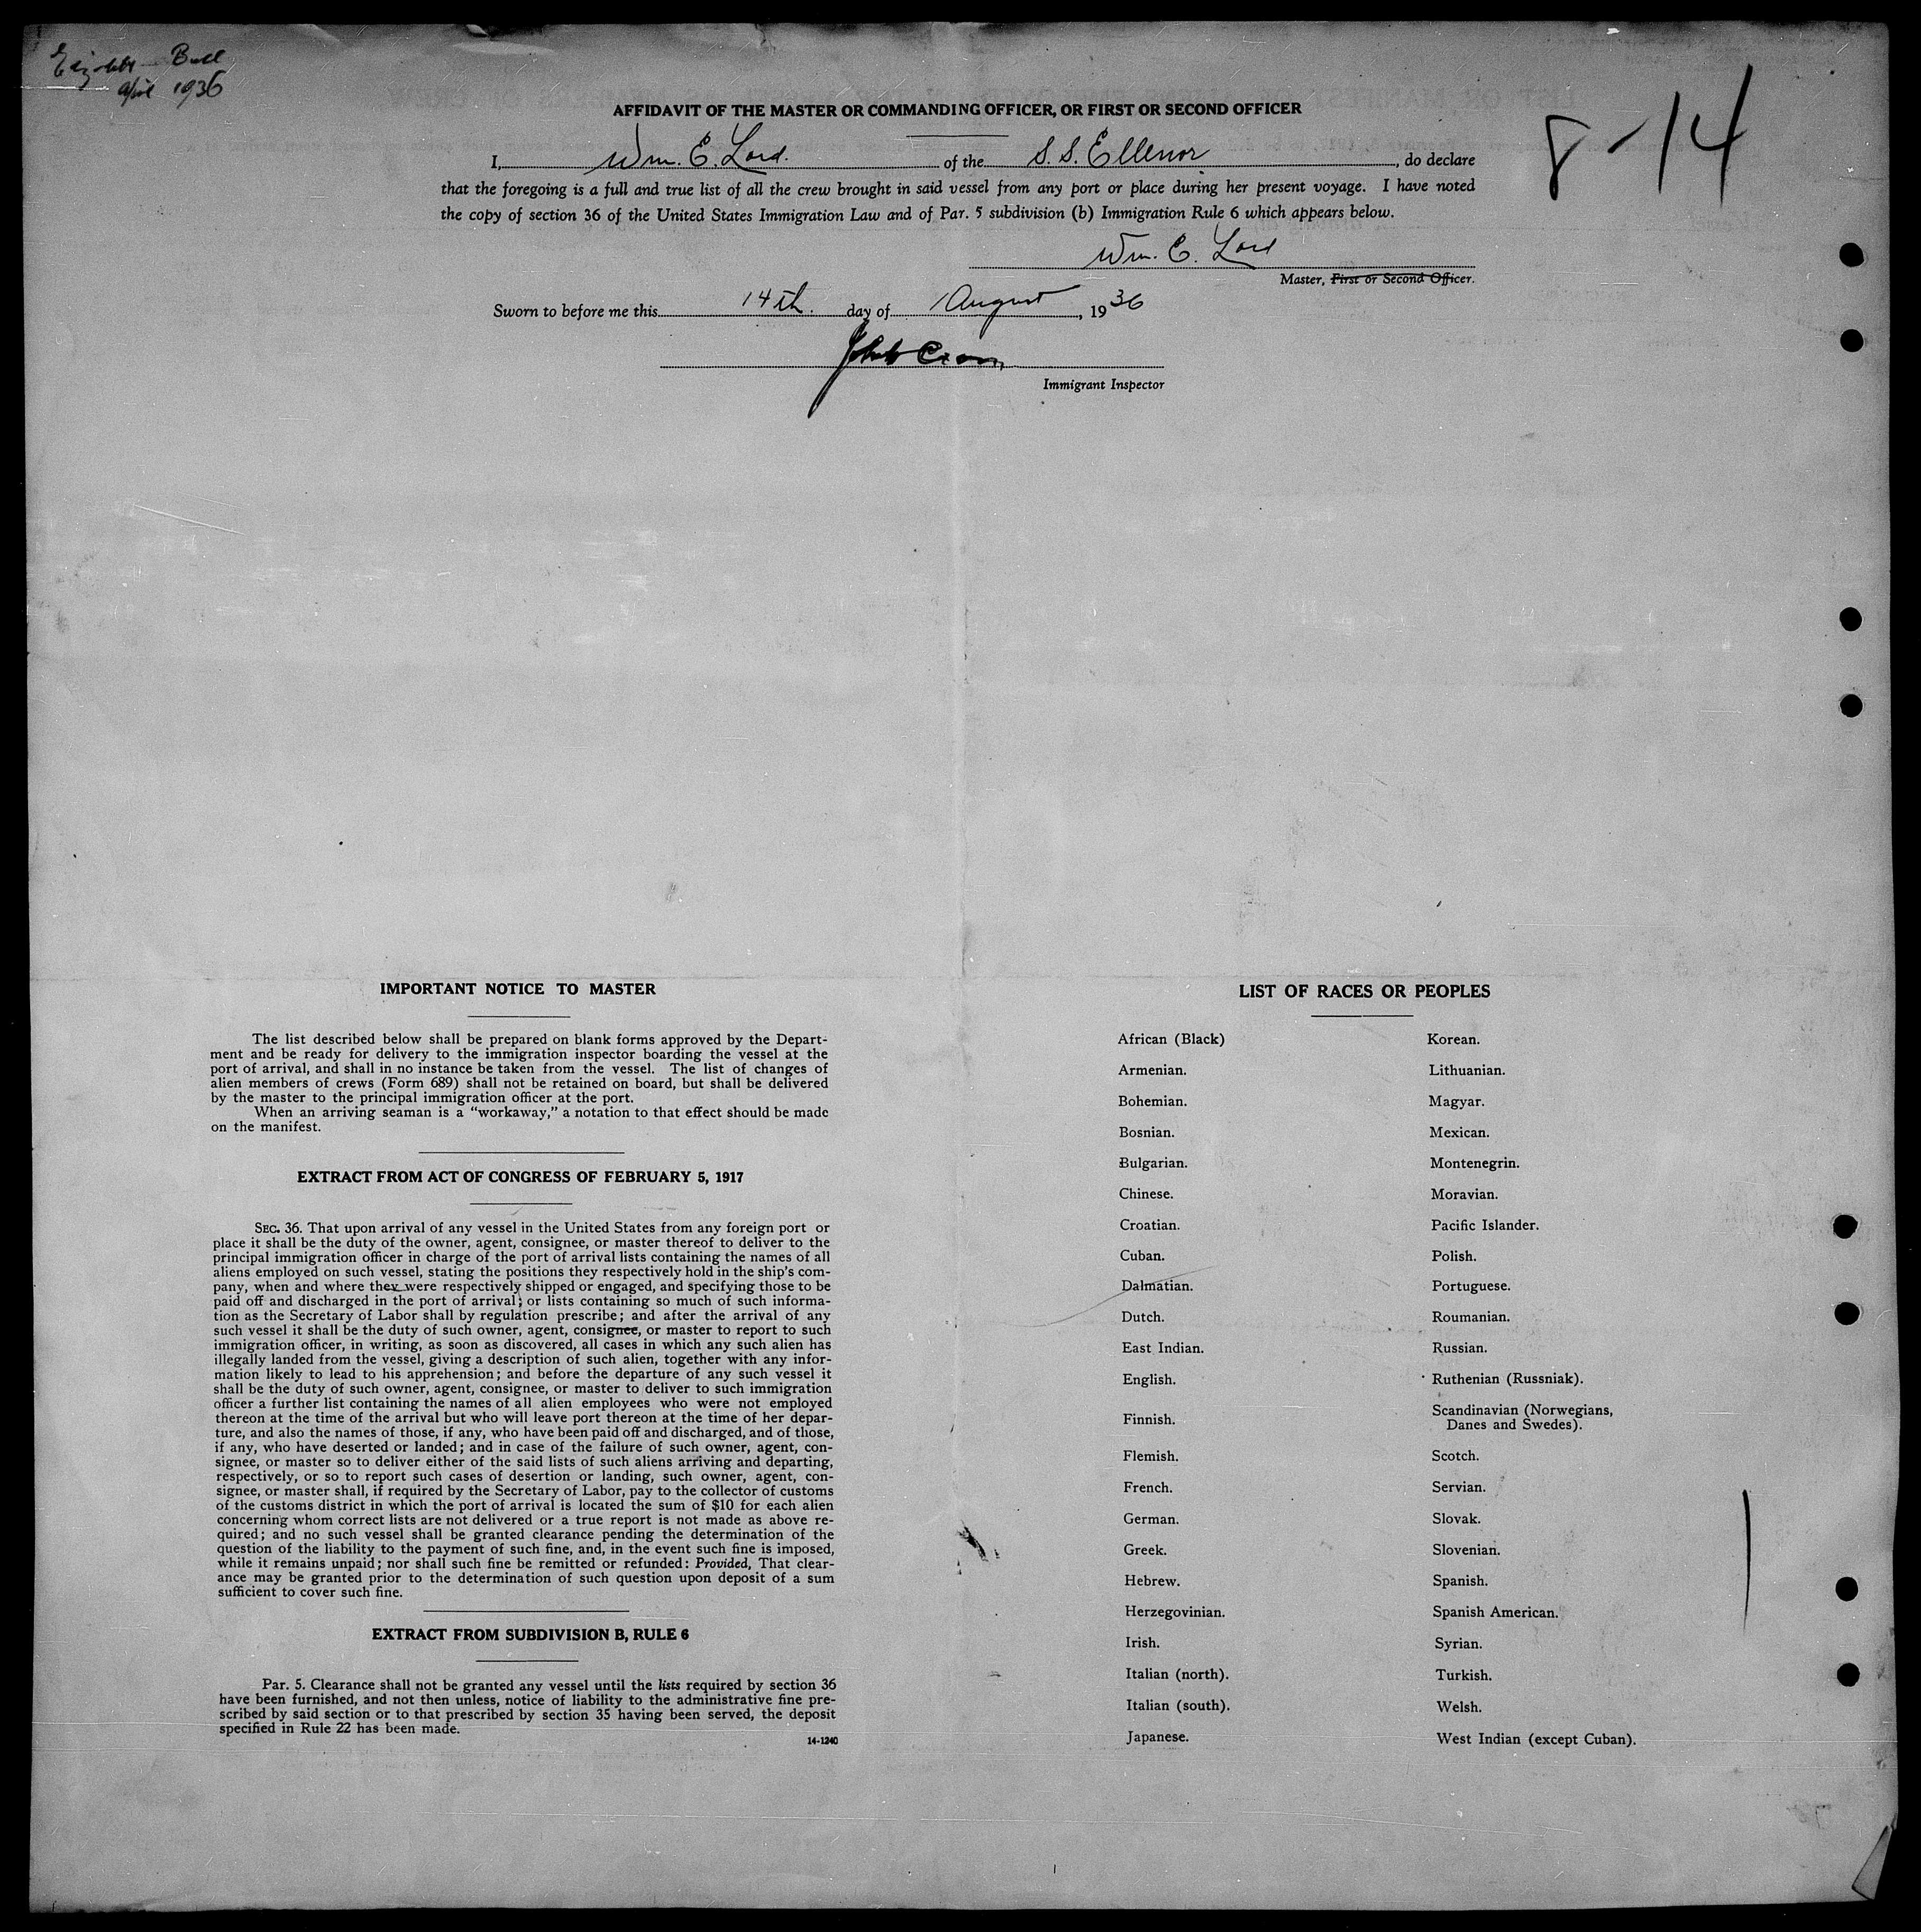 Bull
April 1936
8-14
AFFIDAVIT OF THE MASTER OR COMMANDING OFFICER, OR FIRST OR SECOND OFFICER
I, Wm. E. Lord. of the S. S. Ellenor, do declare
that the foregoing is a full and true list of all the crew brought in said vessel from any port or place during her present voyage. I have noted
the copy of section 36 of the United States Immigration Law and of Par. 5 subdivision (b) Immigration Rule 6 which appears below.
Wm. E. Lord
Master, First or Second Officer.
Sworn to before me this 14th. day of August, 1936
Immigrant Inspector
IMPORTANT NOTICE TO MASTER
The list described below shall be prepared on blank forms approved by the Depart-
ment and be ready for delivery to the immigration inspector boarding the vessel at the
port of arrival, and shall in no instance be taken from the vessel. The list of changes of
alien members of crews (Form 689) shall not be retained on board, but shall be delivered
by the master to the principal immigration officer at the port.
When an arriving seaman is a “workaway,” a notation to that effect should be made
on the manifest.
EXTRACT FROM ACT OF CONGRESS OF FEBRUARY 5, 1917
SEC. 36. That upon arrival of any vessel in the United States from any foreign port or
place it shall be the duty of the owner, agent, consignee, or master thereof to deliver to the
principal immigration officer in charge of the port of arrival lists containing the names of all
aliens employed on such vessel, stating the positions they respectively hold in the ship's com-
pany, when and where they were respectively shipped or engaged, and specifying those to be
paid off and discharged in the port of arrival; or lists containing so much of such informa-
tion as the Secretary of Labor shall by regulation prescribe; and after the arrival of any
such vessel it shall be the duty of such owner, agent, consignee, or master to report to such
immigration officer, in writing, as soon as discovered, all cases in which any such alien has
illegally landed from the vessel, giving a description of such alien, together with any infor-
mation likely to lead to his apprehension; and before the departure of any such vessel it
shall be the duty of such owner, agent, consignee, or master to deliver to such immigration
officer a further list containing the names of all alien employees who were not employed
thereon at the time of the arrival but who will leave port thereon at the time of her depar-
ture, and also the names of those, if any, who have been paid off and discharged, and of those,
if any, who have deserted or landed; and in case of the failure of such owner, agent, con-
signee, or master so to deliver either of the said lists of such aliens arriving and departing,
respectively, or so to report such cases of desertion or landing, such owner, agent, con-
signee, or master shall, if required by the Secretary of Labor, pay to the collector of customs
of the customs district in which the port of arrival is located the sum of $10 for each alien
concerning whom correct lists are not delivered or a true report is not made as above re-
quired; and no such vessel shall be granted clearance pending the determination of the
question of the liability to the payment of such fine, and, in the event such fine is imposed,
while it remains unpaid; nor shall such fine be remitted or refunded: Provided, That clear-
ance may be granted prior to the determination of such question upon deposit of a sum
sufficient to cover such fine.
EXTRACT FROM SUBDIVISION B, RULE 6
Par. 5. Clearance shall not be granted any vessel until the lists required by section 36
have been furnished, and not then unless, notice of liability to the administrative fine pre-
scribed by said section or to that prescribed by section 35 having been served, the deposit
specified in Rule 22 has been made.
14-1240
LIST OF RACES OR PEOPLES
African (Black)
Armenian.
Bohemian.
Bosnian.
Bulgarian.
Chinese.
Croatian.
Cuban.
Dalmatian.
Dutch.
East Indian.
English.
Finnish.
Flemish.
French.
German.
Greek.
Hebrew.
Herzegovinian.
Irish.
Italian (north).
Italian (south).
Japanese.
Korean.
Lithuanian.
Magyar.
Mexican.
Montenegrin.
Moravian.
Pacific Islander.
Polish.
Portuguese.
Roumanian.
Russian.
Ruthenian (Russniak).
Scandinavian (Norwegians,
Danes and Swedes).
Scotch.
Servian.
Slovak.
Slovenian.
Spanish.
Spanish American.
Syrian.
Turkish.
Welsh.
West Indian (except Cuban).